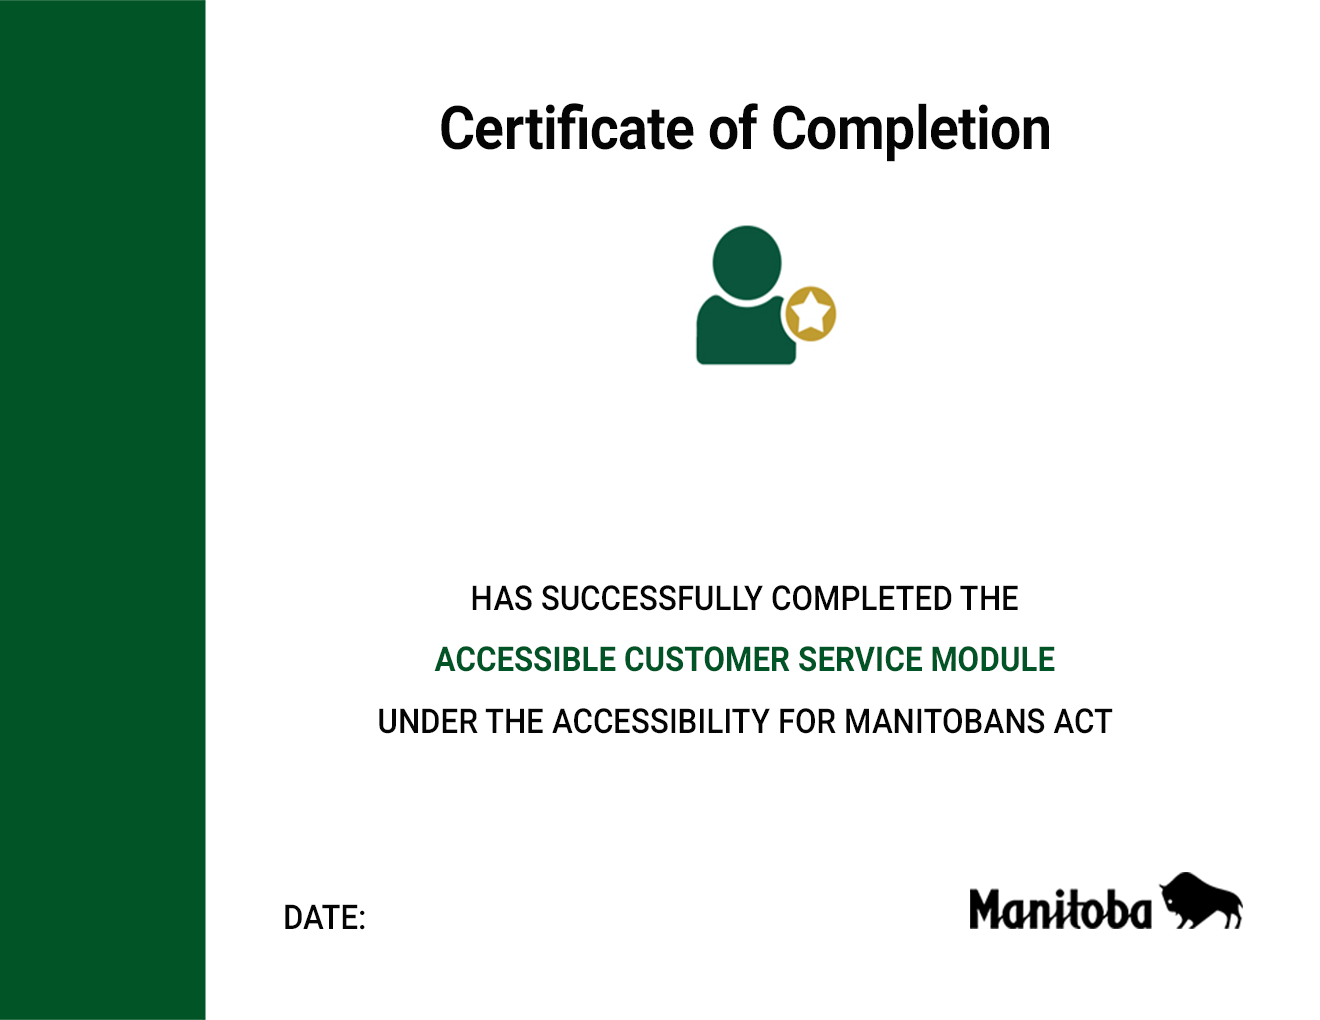 Certificate of Completion
HAS SUCCESSFULLY COMPLETED THE
ACCESSIBLE CUSTOMER SERVICE MODULE
UNDER THE ACCESSIBILITY FOR MANITOBANS ACT
DATE:
Manitoba